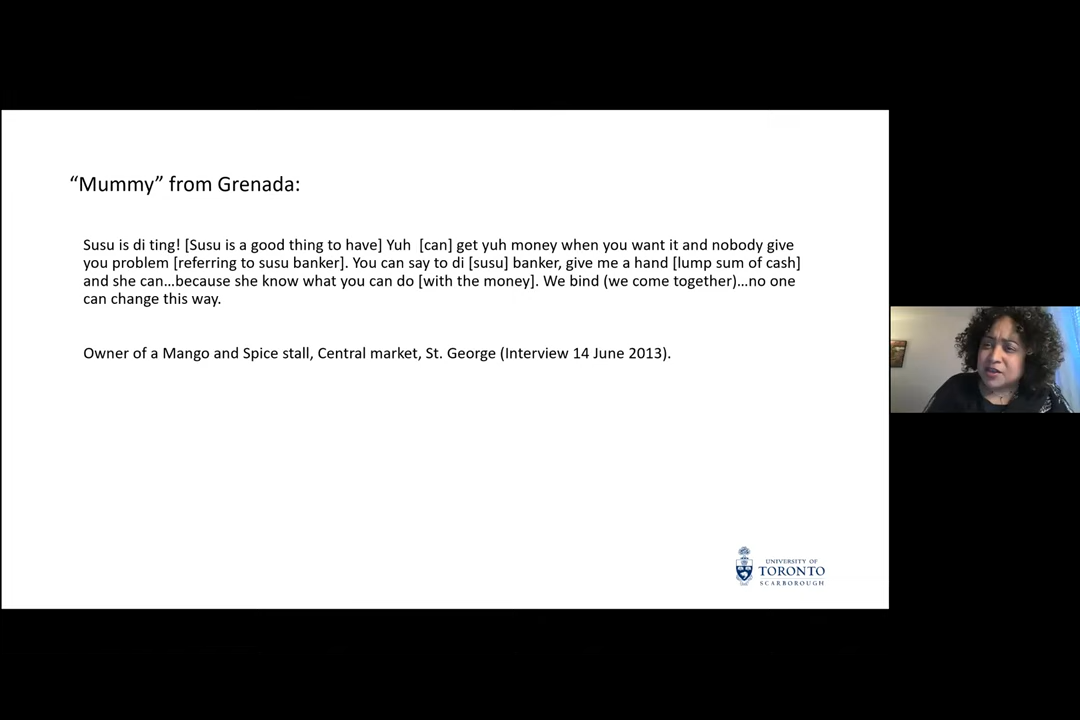 “Mummy” from Grenada:
Susu is di ting! [Susu is a good thing to have] Yuh  [can] get yuh money when you want it and nobody give
you problem [referring to susu banker]. You can say to di [susu] banker, give me a hand [lump sum of cash]
and she can…because she know what you can do [with the money]. We bind (we come together)…no one
can change this way.
Owner of a Mango and Spice stall, Central market, St. George (Interview 14 June 2013).
UNIVERSITY OF
TORONTO
SCARBOROUGH